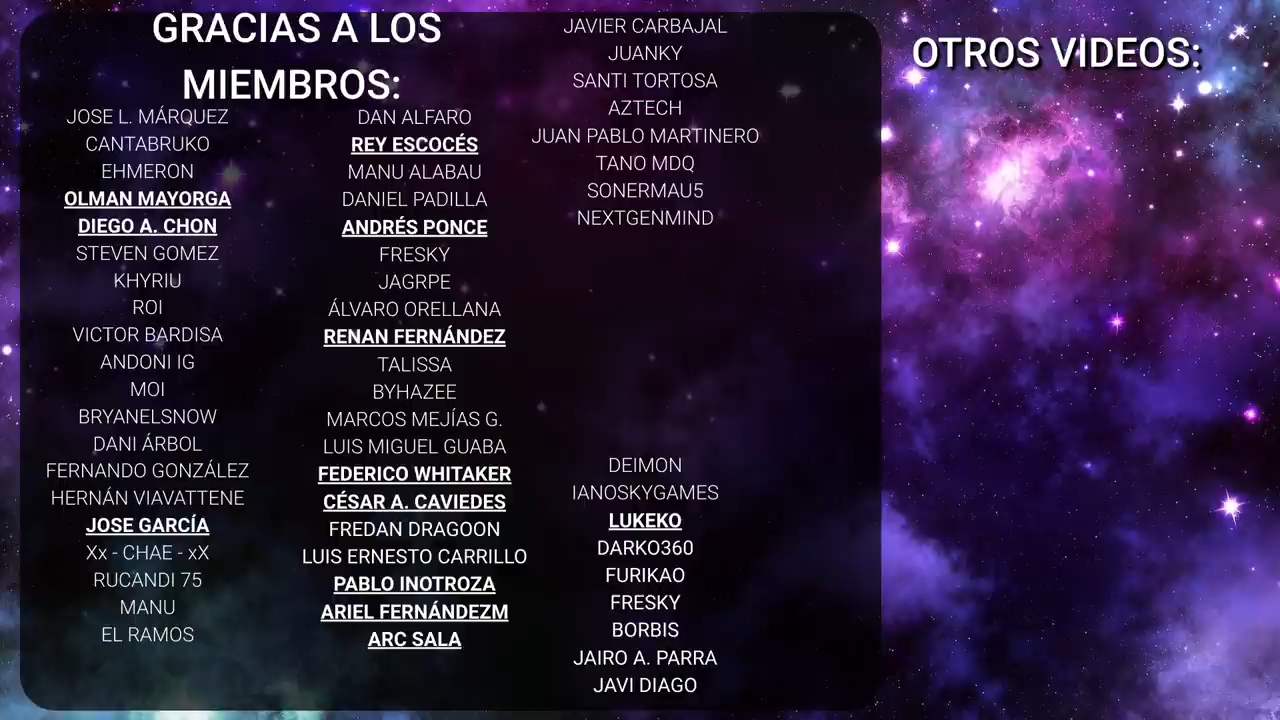 GRACIAS A LOS
MIEMBROS:
JOSE L. MÁRQUEZ
CANTABRUKO
EHMERON
OLMAN MAYORGA
DIEGO A. CHON
STEVEN GOMEZ
KHYRIU
ROI
VICTOR BARDISA
ANDONI IG
MOI
BRYANELSNOW
DANI ÁRBOL
FERNANDO GONZÁLEZ
HERNÁN VIAVATTENE
JOSE GARCÍA
Xx - CHAE - xX
RUCANDI 75
MANU
EL RAMOS
DAN ALFARO
REY ESCOCÉS
MANU ALABAU
DANIEL PADILLA
ANDRÉS PONCE
FRESKY
JAGRPE
ÁLVARO ORELLANA
RENAN FERNÁNDEZ
TALISSA
BYHAZEE
MARCOS MEJÍAS G.
LUIS MIGUEL GUABA
FEDERICO WHITAKER
CÉSAR A. CAVIEDES
FREDAN DRAGOON
LUIS ERNESTO CARRILLO
PABLO INOTROZA
ARIEL FERNÁNDEZM
ARC SALA
JAVIER CARBAJAL
JUANKY
SANTI TORTOSA
AZTECH
JUAN PABLO MARTINERO
TANO MDQ
SONERMAU5
NEXTGENMIND
DEIMON
IANOSKYGAMES
LUKEKO
DARKO360
FURIKAO
FRESKY
BORBIS
JAIRO A. PARRA
JAVI DIAGO
OTROS VIDEOS: